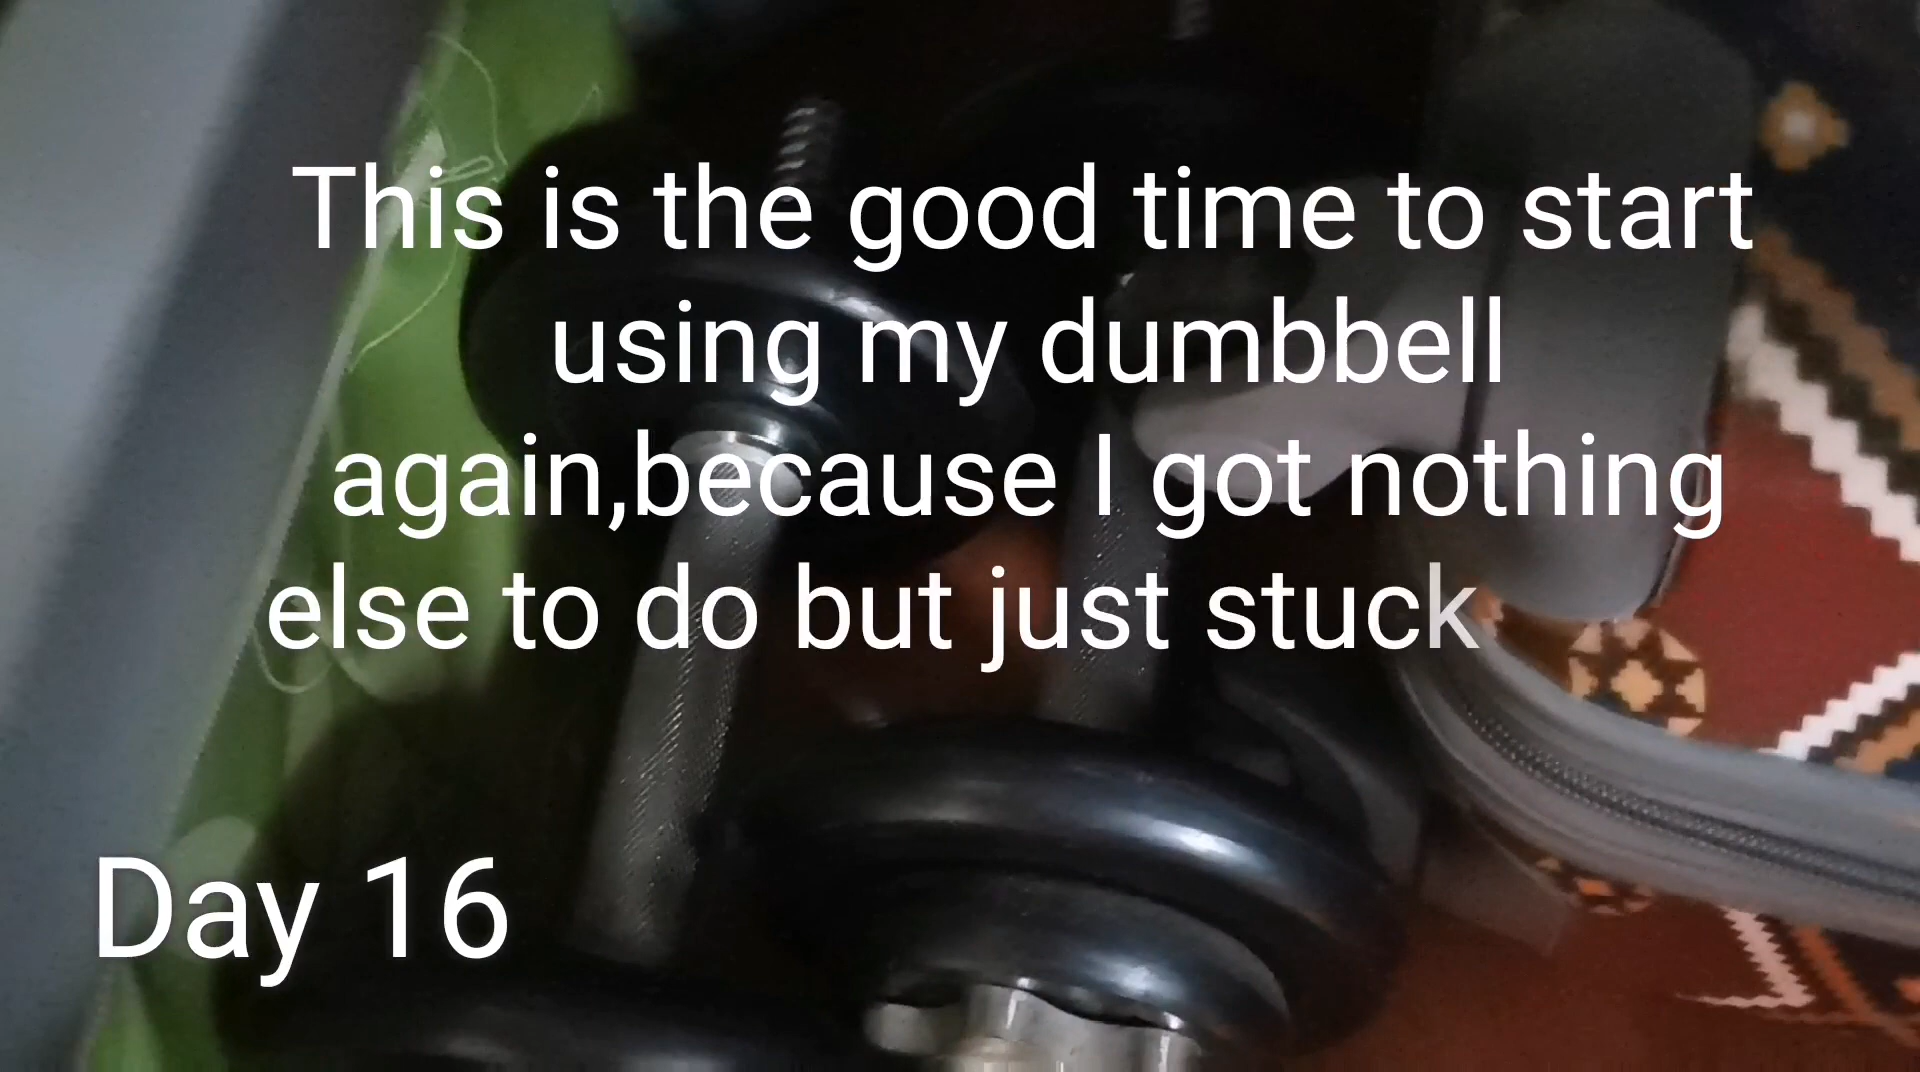 This is the good time to start
using my dumbbell
again,because I got nothing
else to do but just stuck
Day 16